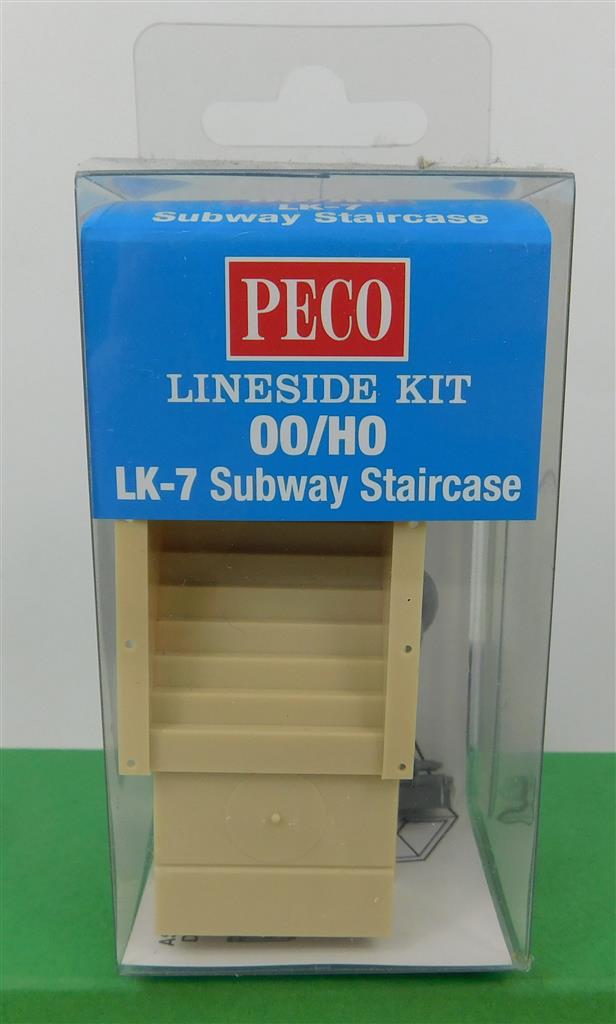 LK-7
Subway Staircase
PECO
LINESIDE KIT
OO/HO
LK-7 Subway Staircase